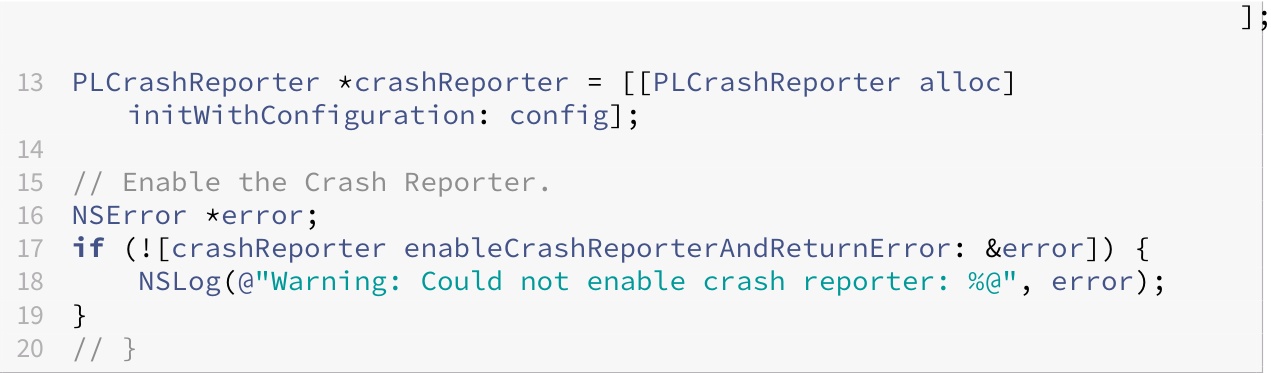 ];
13 PLCrashReporter *crashReporter = [[PLCrashReporter alloc]
initWithConfiguration: config];
14
15 // Enable the Crash Reporter.
16 NSError *error;
17 if (![crashReporter enableCrashReporterAndReturnError: &error]) {
18 NSLog(@"Warning: Could not enable crash reporter: %@", error);
19 }
20 // }